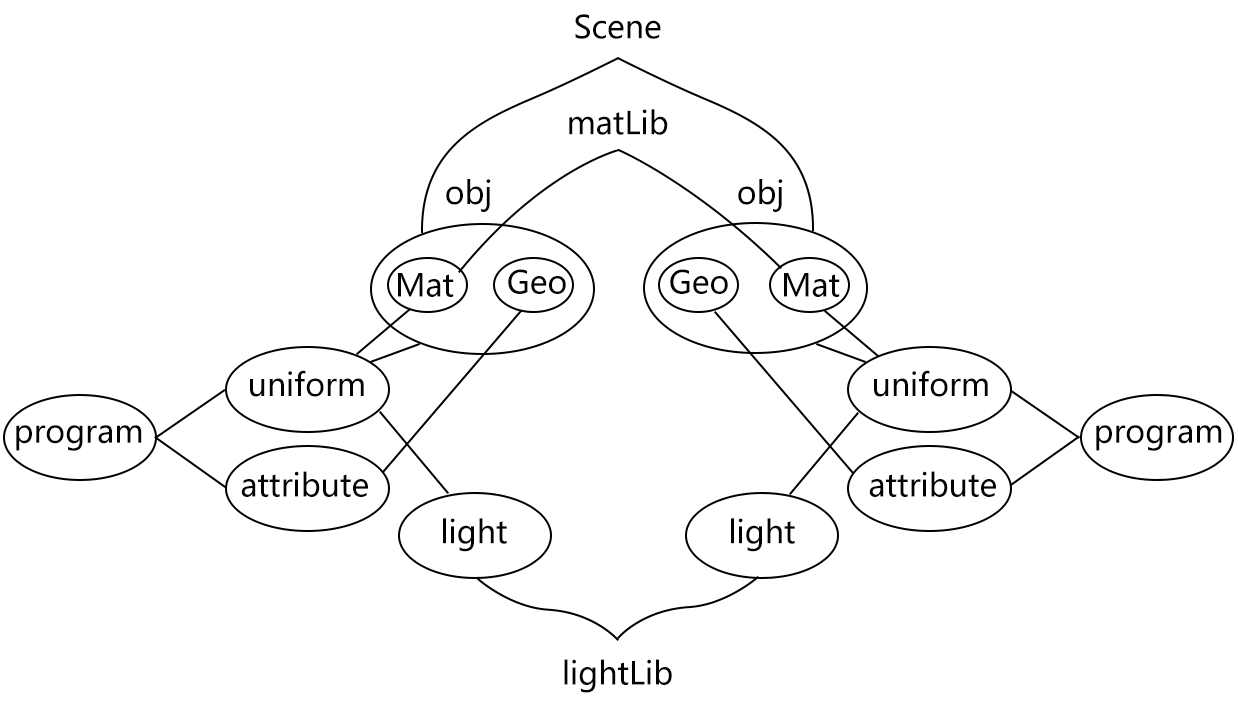 Scene
matLib
obj
obj
Mat
Geo
Geo
Mat
uniform
uniform
program
program
attribute
attribute
light
light
lightLib